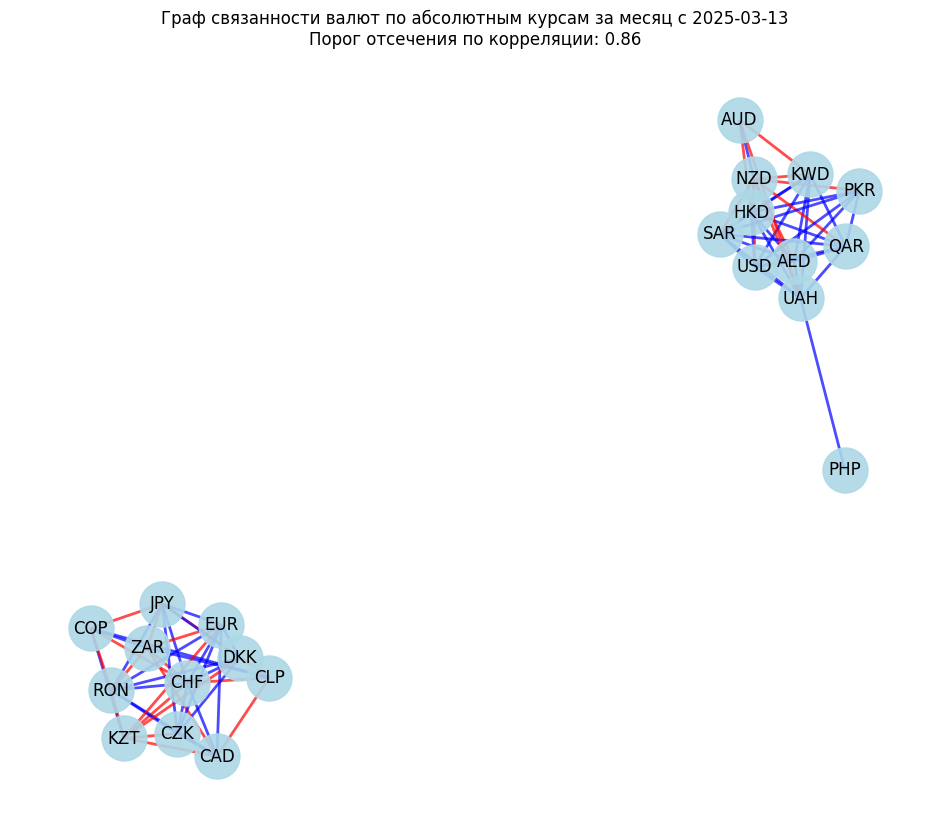 Граф связанности валют по абсолютным курсам за месяц с 2025-03-13
Порог отсечения по корреляции: 0.86
AUD
NZD
KWD
PKR
HKD
SAR
QAR
USD
AED
UAH
PHP
JPY
COP
EUR
ZAR
DKK
CLP
RON
CHF
KZT
CZK
CAD